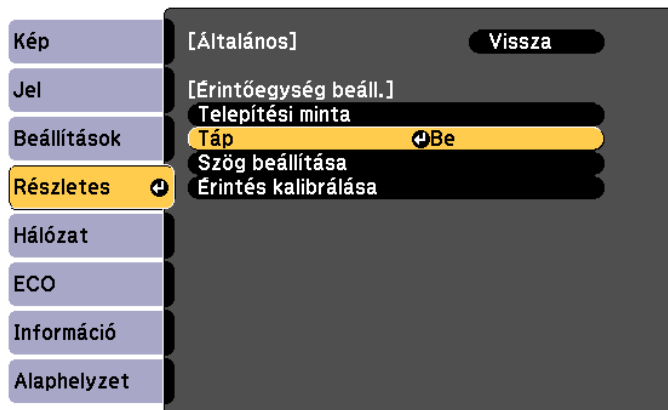 Kép
Jel
Beállítások
Részletes
Hálózat
ECO
Információ
Alaphelyzet
[Általános] Vissza
[Érintőegység beáll.]
Telepítési minta
Táp Be
Szög beállítása
Érintés kalibrálása